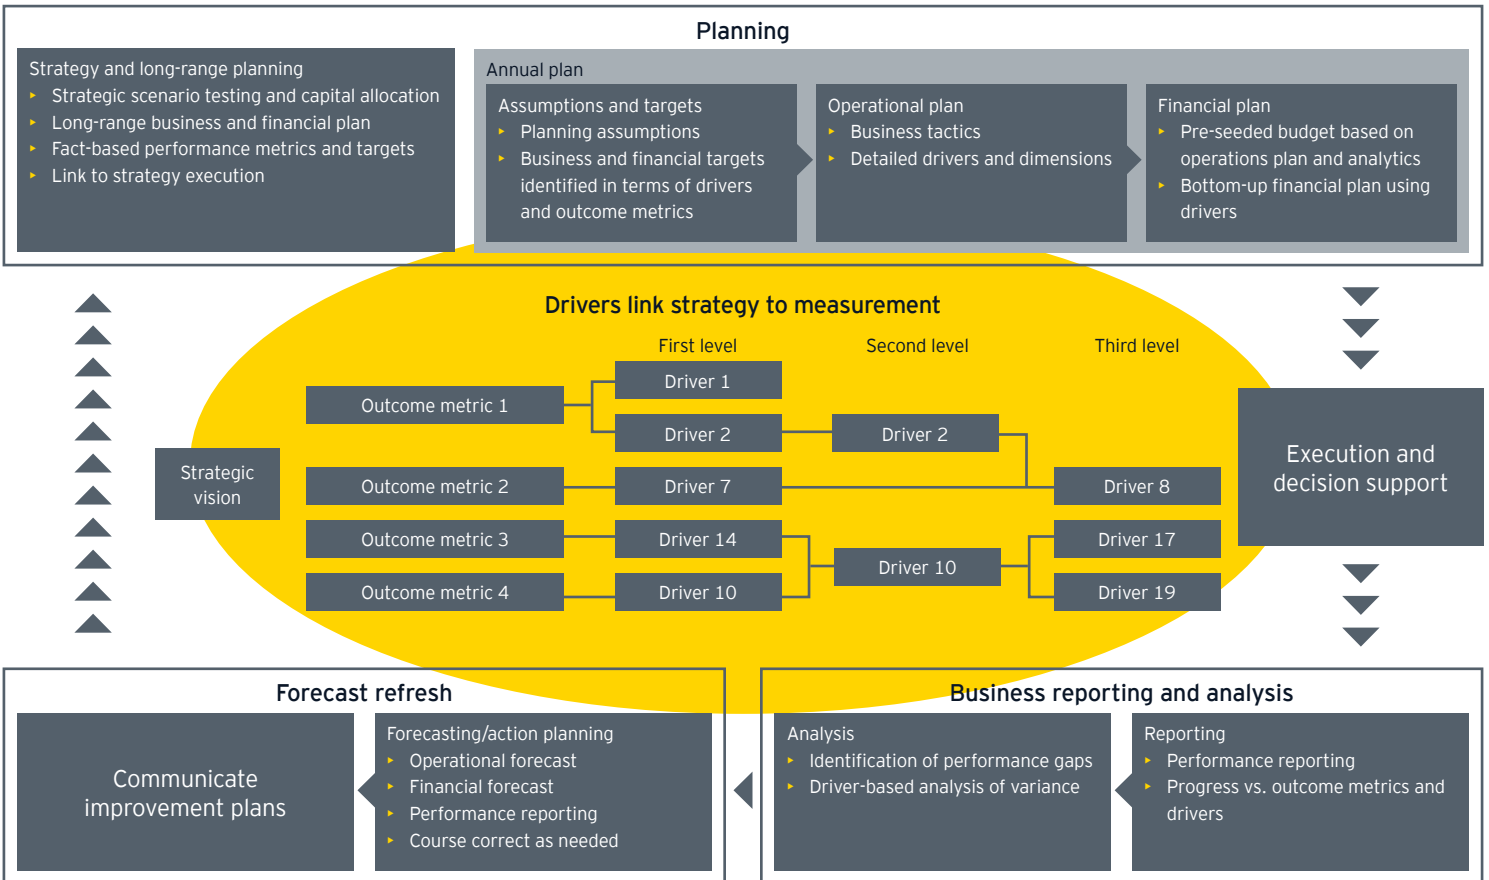 Planning
Strategy and long-range planning
‣ Strategic scenario testing and capital allocation
‣ Long-range business and financial plan
‣ Fact-based performance metrics and targets
‣ Link to strategy execution
Annual plan
Assumptions and targets
‣ Planning assumptions
‣ Business and financial targets
identified in terms of drivers
and outcome metrics
Operational plan
‣ Business tactics
‣ Detailed drivers and dimensions
Financial plan
‣ Pre-seeded budget based on
operations plan and analytics
‣ Bottom-up financial plan using
drivers
Drivers link strategy to measurement
First level
Second level
Third level
Strategic
vision
Outcome metric 1
Driver 1
Driver 2
Driver 2
Outcome metric 2
Driver 7
Driver 8
Outcome metric 3
Driver 14
Driver 17
Driver 10
Outcome metric 4
Driver 10
Driver 19
Execution and
decision support
Forecast refresh
Communicate
improvement plans
Forecasting/action planning
‣ Operational forecast
‣ Financial forecast
‣ Performance reporting
‣ Course correct as needed
Business reporting and analysis
Analysis
‣ Identification of performance gaps
‣ Driver-based analysis of variance
Reporting
‣ Performance reporting
‣ Progress vs. outcome metrics and
drivers